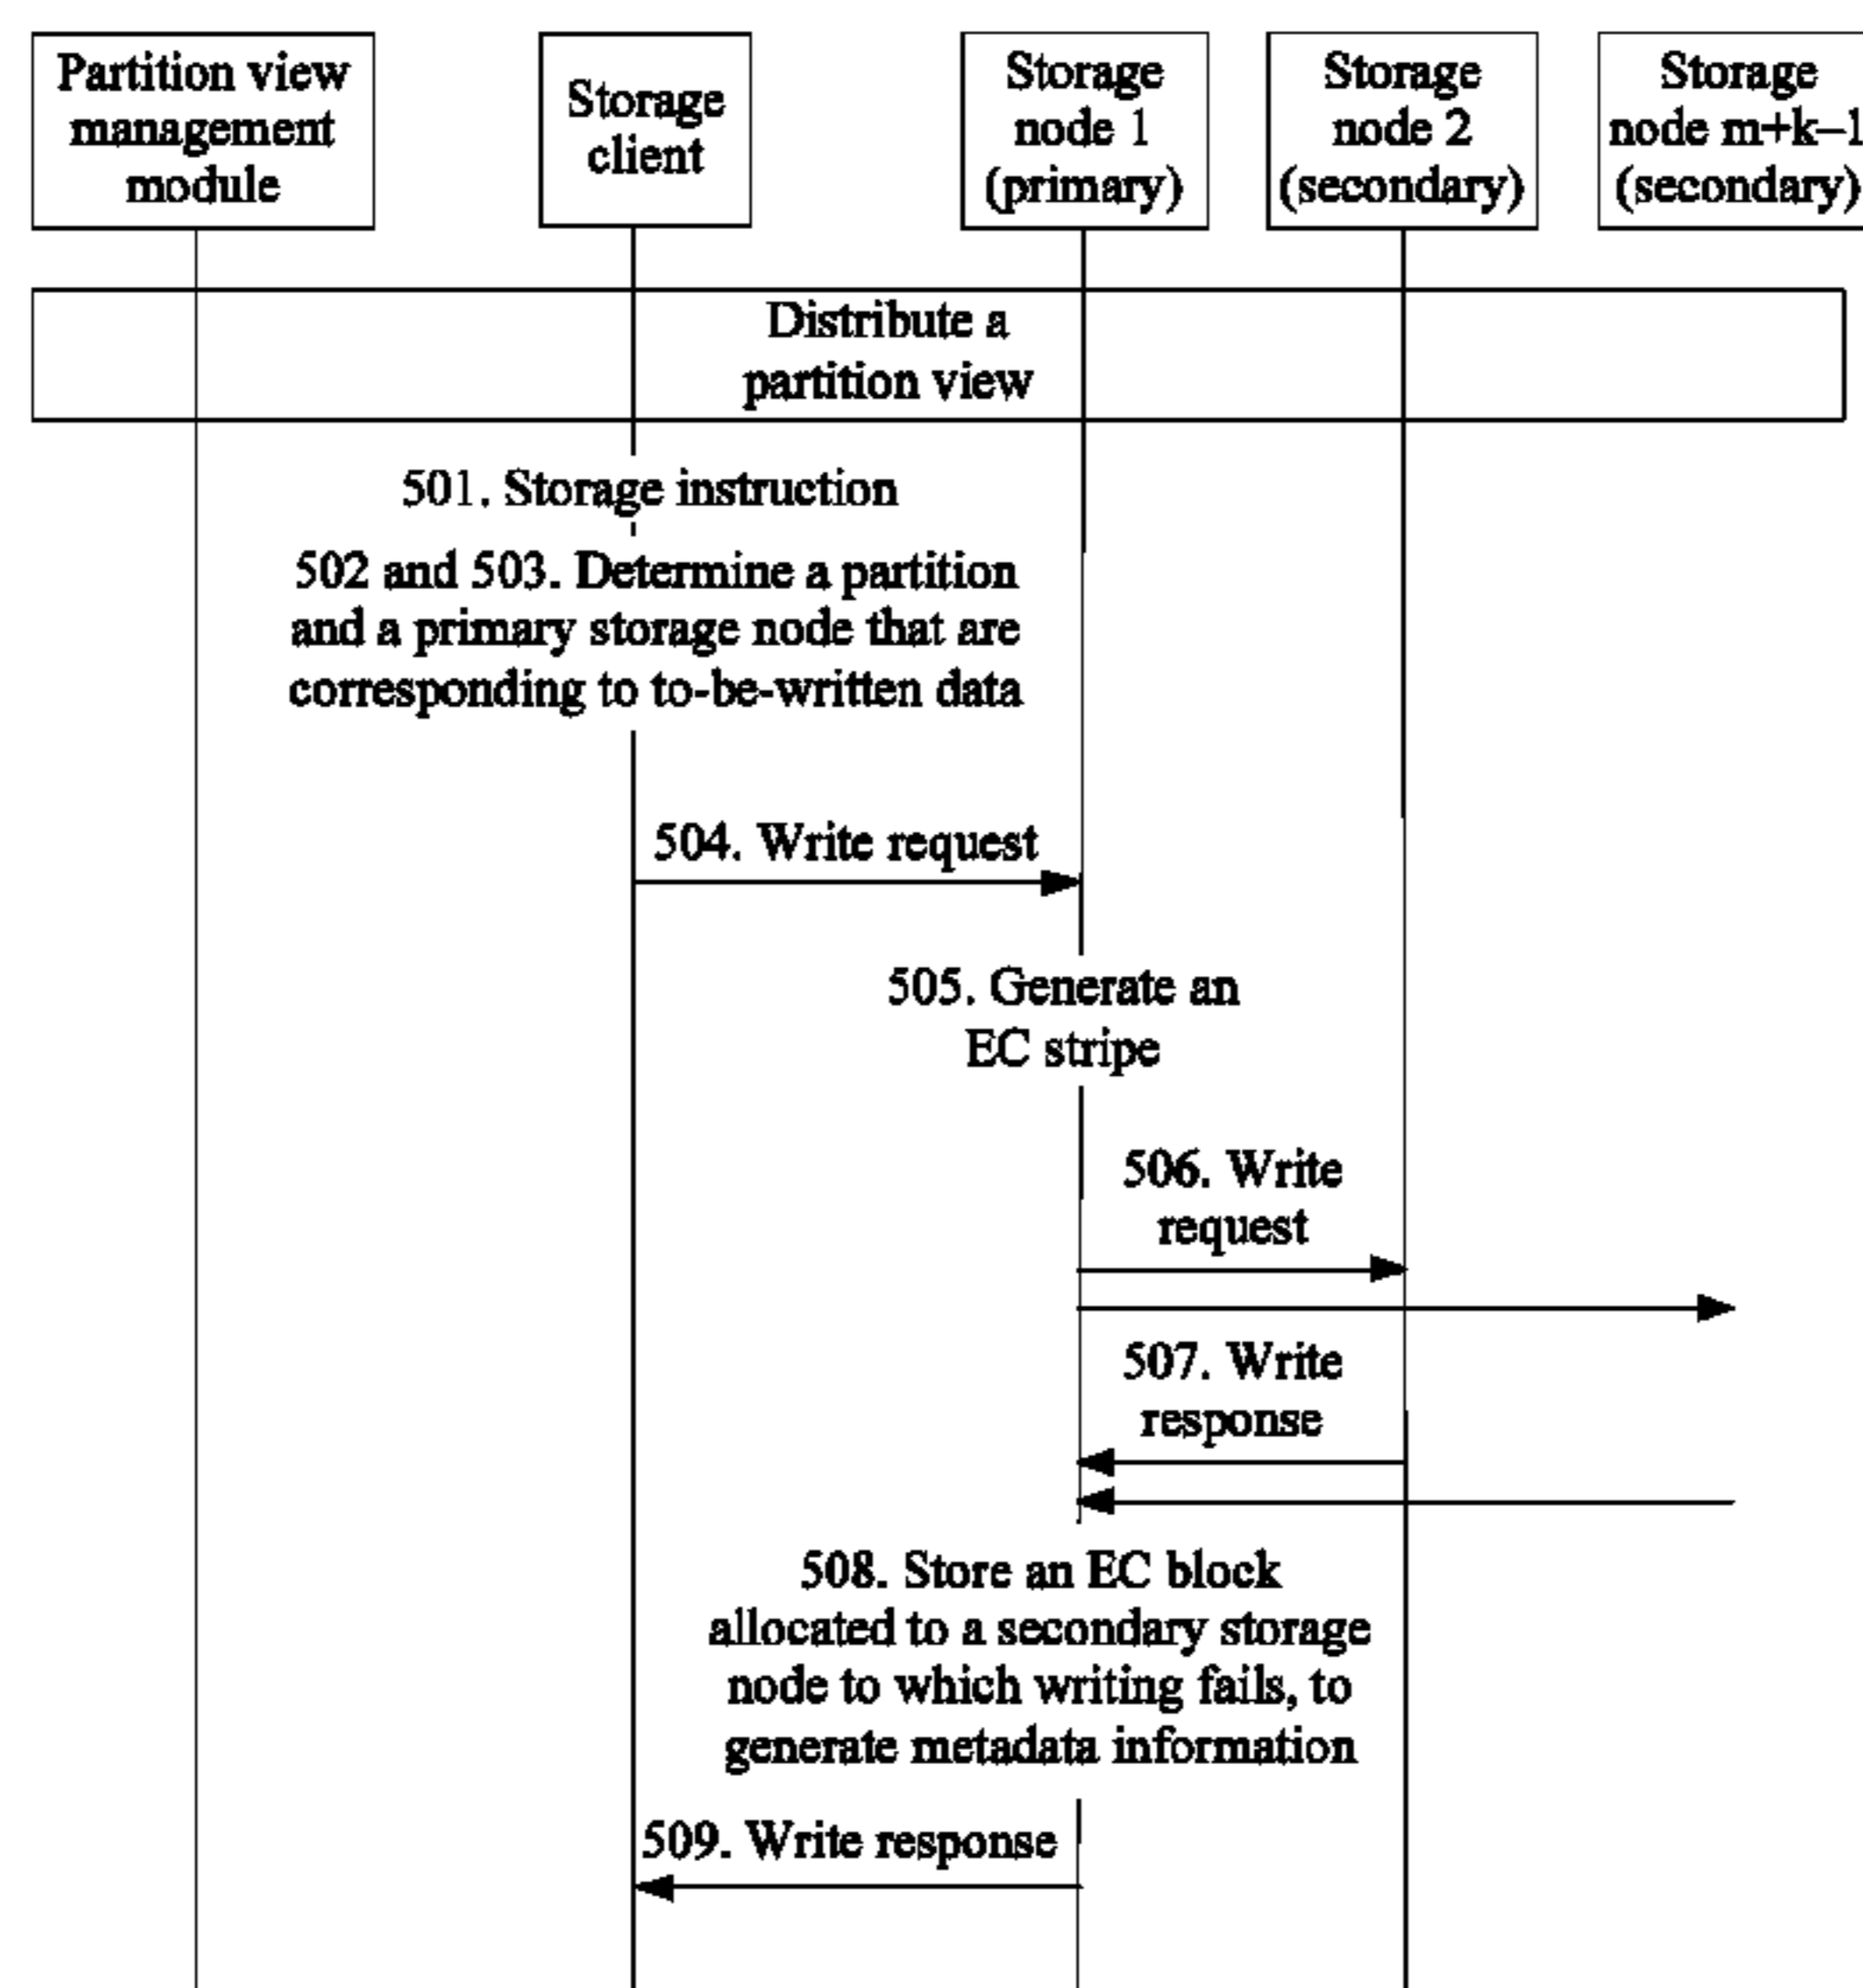 Partition view
management
module
Storage
client
Storage
node 1
(primary)
Storage
node 2
(secondary)
Storage
node m+k–1
(secondary)
Distribute a
partition view
501. Storage instruction
502 and 503. Determine a partition
and a primary storage node that are
corresponding to to-be-written data
504. Write request
505. Generate an
EC stripe
506. Write
request
507. Write
response
508. Store an EC block
allocated to a secondary storage
node to which writing fails, to
generate metadata information
509. Write response